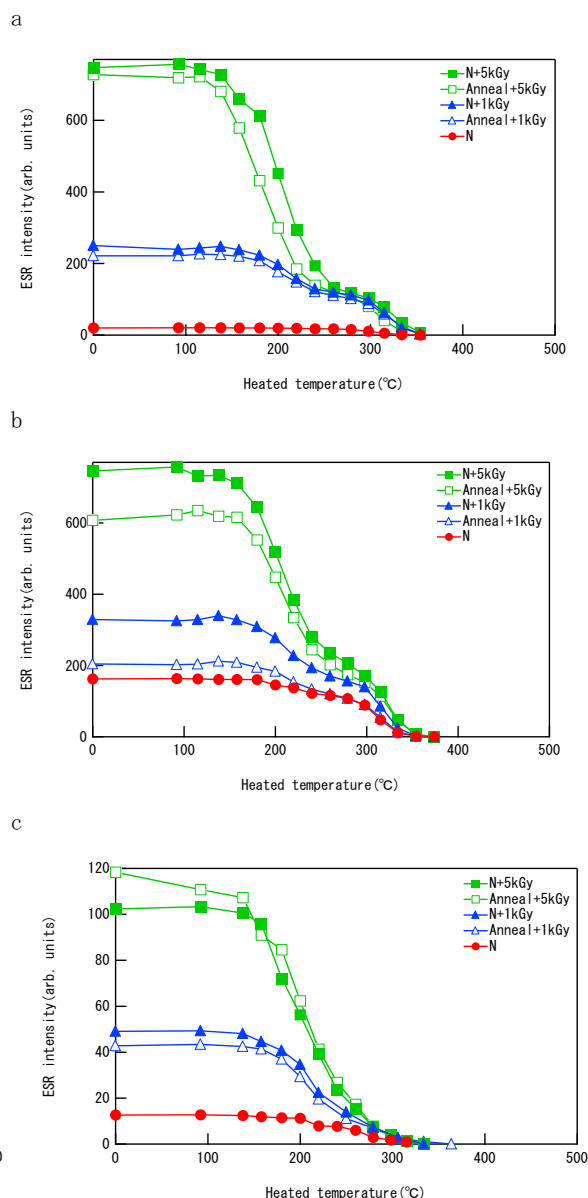 a
ESR intensity(arb. units)
600
400
200
0
N+5kGy
Anneal+5kGy
N+1kGy
Anneal+1kGy
N
0
100
200
300
400
500
Heated temperature(℃)
b
ESR intensity(arb. units)
600
400
200
0
N+5kGy
Anneal+5kGy
N+1kGy
Anneal+1kGy
N
0
100
200
300
400
500
Heated temperature(℃)
c
ESR intensity(arb. units)
120
100
80
60
40
20
0
N+5kGy
Anneal+5kGy
N+1kGy
Anneal+1kGy
N
0
0
100
200
300
400
500
Heated temperature(℃)